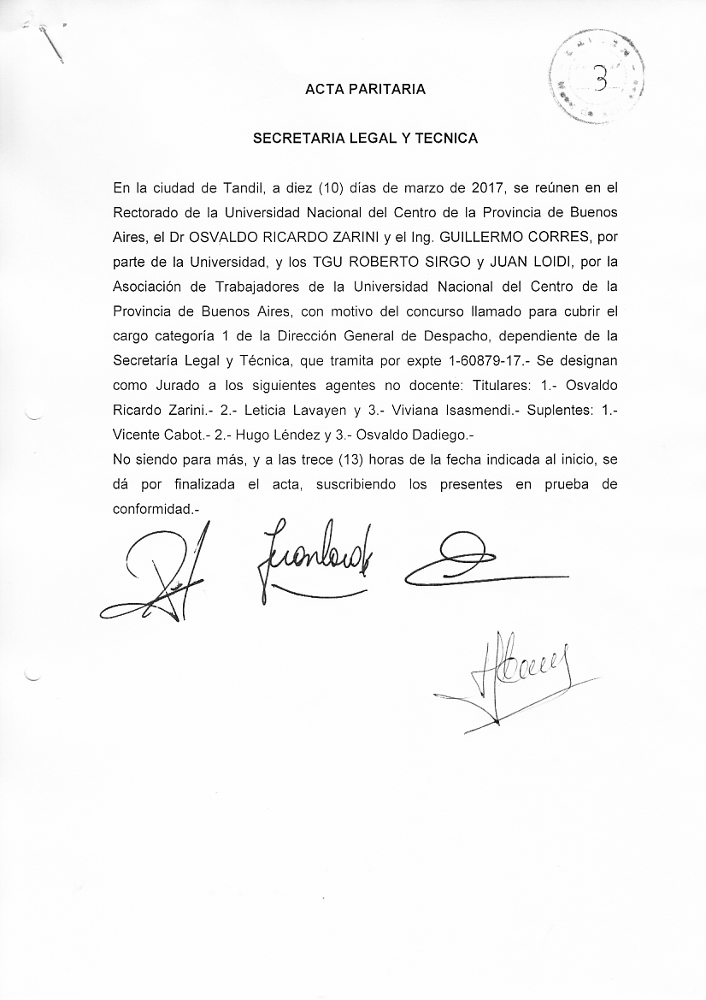 3
ACTA PARITARIA
SECRETARIA LEGAL Y TECNICA
En la ciudad de Tandil, a diez (10) días de marzo de 2017, se reúnen en el
Rectorado de la Universidad Nacional del Centro de la Provincia de Buenos
Aires, el Dr OSVALDO RICARDO ZARINI y el Ing. GUILLERMO CORRES, por
parte de la Universidad, y los TGU ROBERTO SIRGO y JUAN LOIDI, por la
Asociación de Trabajadores de la Universidad Nacional del Centro de la
Provincia de Buenos Aires, con motivo del concurso llamado para cubrir el
cargo categoría 1 de la Dirección General de Despacho, dependiente de la
Secretaría Legal y Técnica, que tramita por expte 1-60879-17.- Se designan
como Jurado a los siguientes agentes no docente: Titulares: 1.- Osvaldo
Ricardo Zarini.- 2.- Leticia Lavayen y 3.- Viviana Isasmendi.- Suplentes: 1.-
Vicente Cabot.- 2.- Hugo Léndez y 3.- Osvaldo Dadiego.-
No siendo para más, y a las trece (13) horas de la fecha indicada al inicio, se
dá por finalizada el acta, suscribiendo los presentes en prueba de
conformidad.-